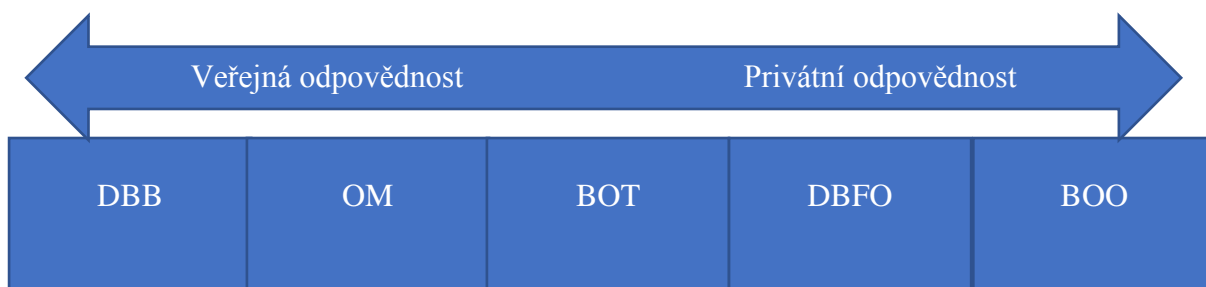 Veřejná odpovědnost Privátní odpovědnost
DBB OM BOT DBFO BOO